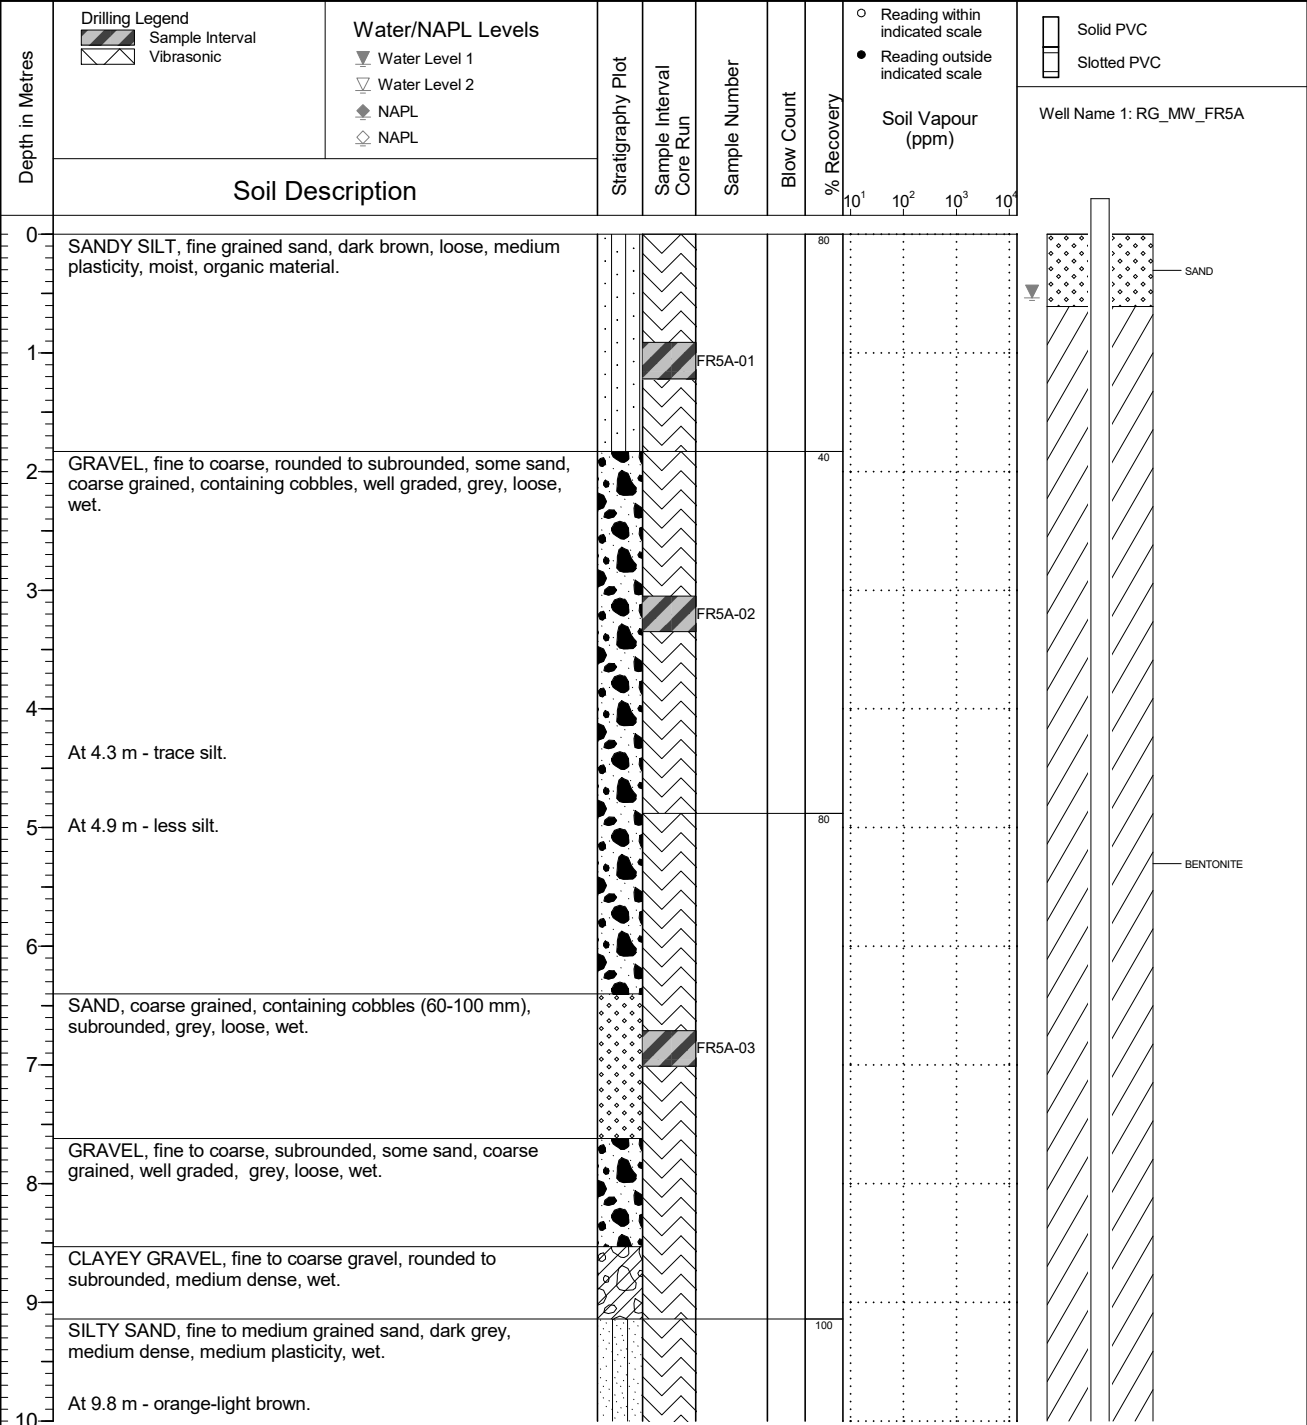 Drilling Legend
Sample Interval
Vibrasonic
Water/NAPL Levels
Water Level 1
Water Level 2
NAPL
NAPL
Depth in Metres
Soil Description
Stratigraphy Plot
Sample Interval
Core Run
Sample Number
Blow Count
% Recovery
Reading within
indicated scale
Reading outside
indicated scale
Soil Vapour
(ppm)
10¹ 10² 10³ 10⁴
Solid PVC
Slotted PVC
Well Name 1: RG_MW_FR5A
0
SANDY SILT, fine grained sand, dark brown, loose, medium
plasticity, moist, organic material.
80
SAND
1
FR5A-01
GRAVEL, fine to coarse, rounded to subrounded, some sand,
coarse grained, containing cobbles, well graded, grey, loose,
wet.
40
2
3
FR5A-02
4
At 4.3 m - trace silt.
At 4.9 m - less silt.
80
5
BENTONITE
6
SAND, coarse grained, containing cobbles (60-100 mm),
subrounded, grey, loose, wet.
FR5A-03
7
GRAVEL, fine to coarse, subrounded, some sand, coarse
grained, well graded,  grey, loose, wet.
8
CLAYEY GRAVEL, fine to coarse gravel, rounded to
subrounded, medium dense, wet.
9
SILTY SAND, fine to medium grained sand, dark grey,
medium dense, medium plasticity, wet.
100
At 9.8 m - orange-light brown.
10